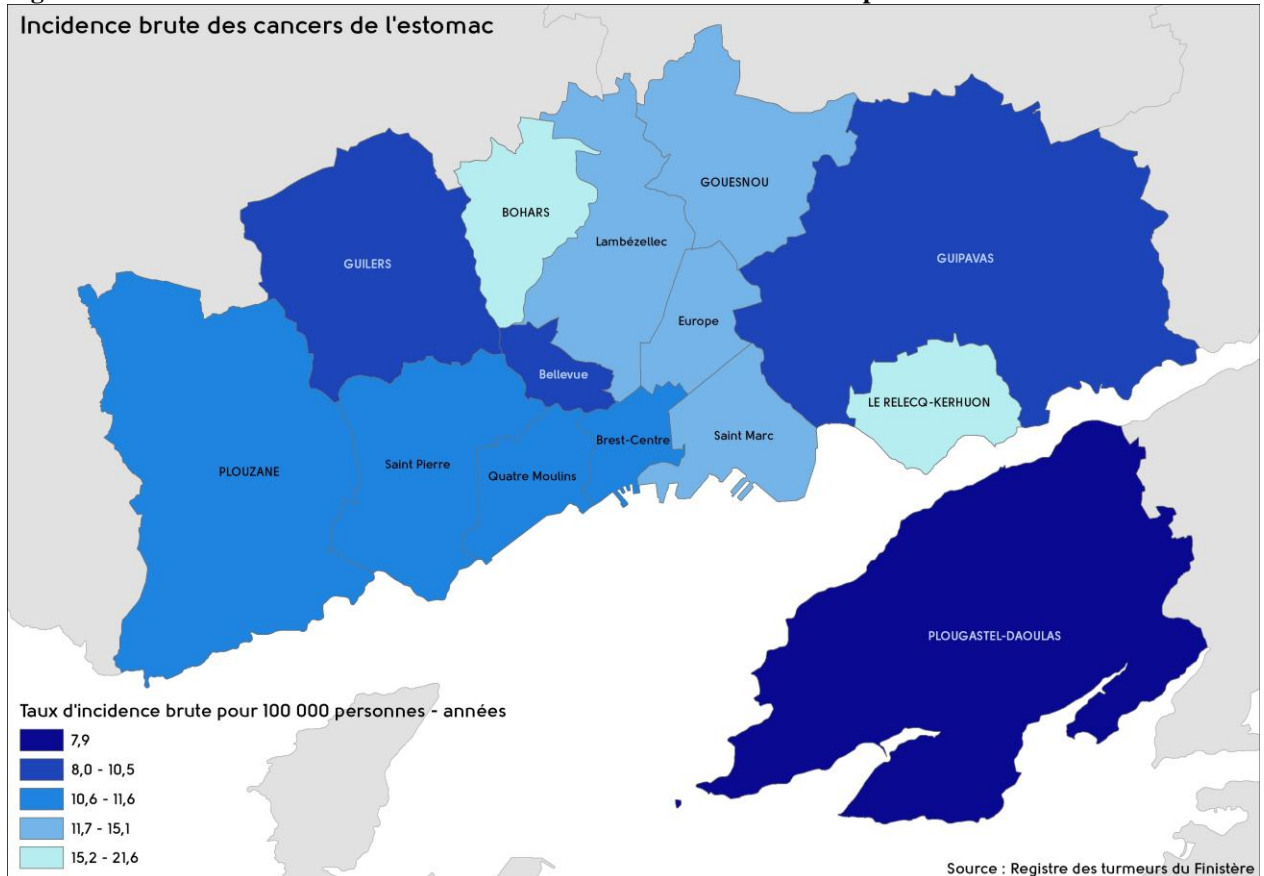 Incidence brute des cancers de l'estomac
GOUESNOU
BOHARS
Lambézellec
GUILERS
GUIPAVAS
Europe
Bellevue
LE RELECQ-KERHUON
Saint Marc
Brest-Centre
Saint Pierre
PLOUZANE
Quatre Moulins
PLOUGASTEL-DAOULAS
Taux d'incidence brute pour 100 000 personnes - années
7,9
8,0 - 10,5
10,6 - 11,6
11,7 - 15,1
15,2 - 21,6
Source : Registre des turmeurs du Finistère